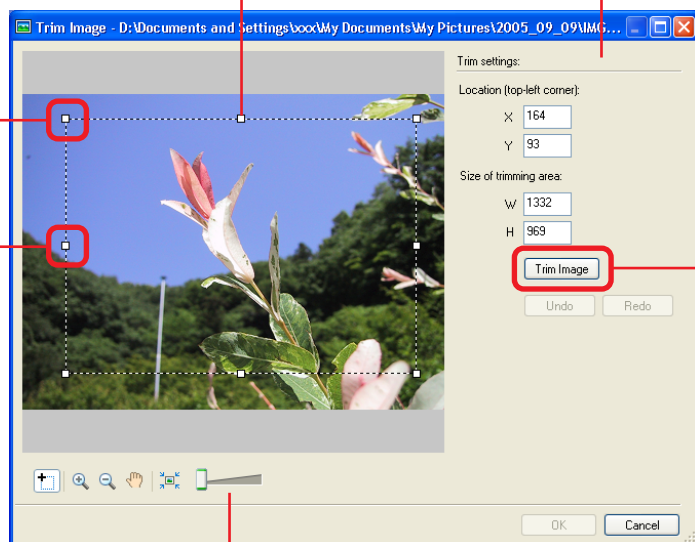 Trim Image - D:\Documents and Settings\xxx\My Documents\My Pictures\2005_09_09\IMG...
Trim settings:
Location (top-left corner):
X 164
Y 93
Size of trimming area:
W 1332
H 969
Trim Image
Undo Redo
OK Cancel